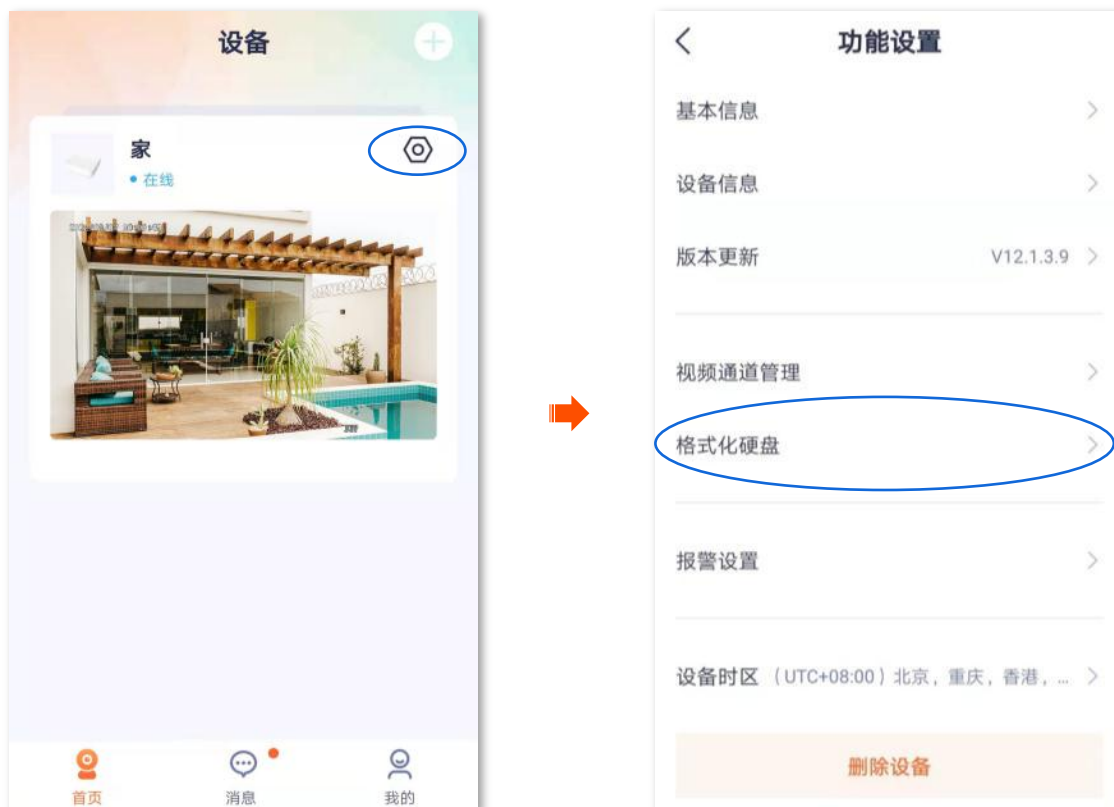 设备
家
在线
首页
消息
我的
功能设置
基本信息
设备信息
版本更新 V12.1.3.9
视频通道管理
格式化硬盘
报警设置
设备时区（UTC+08:00）北京，重庆，香港，...
删除设备